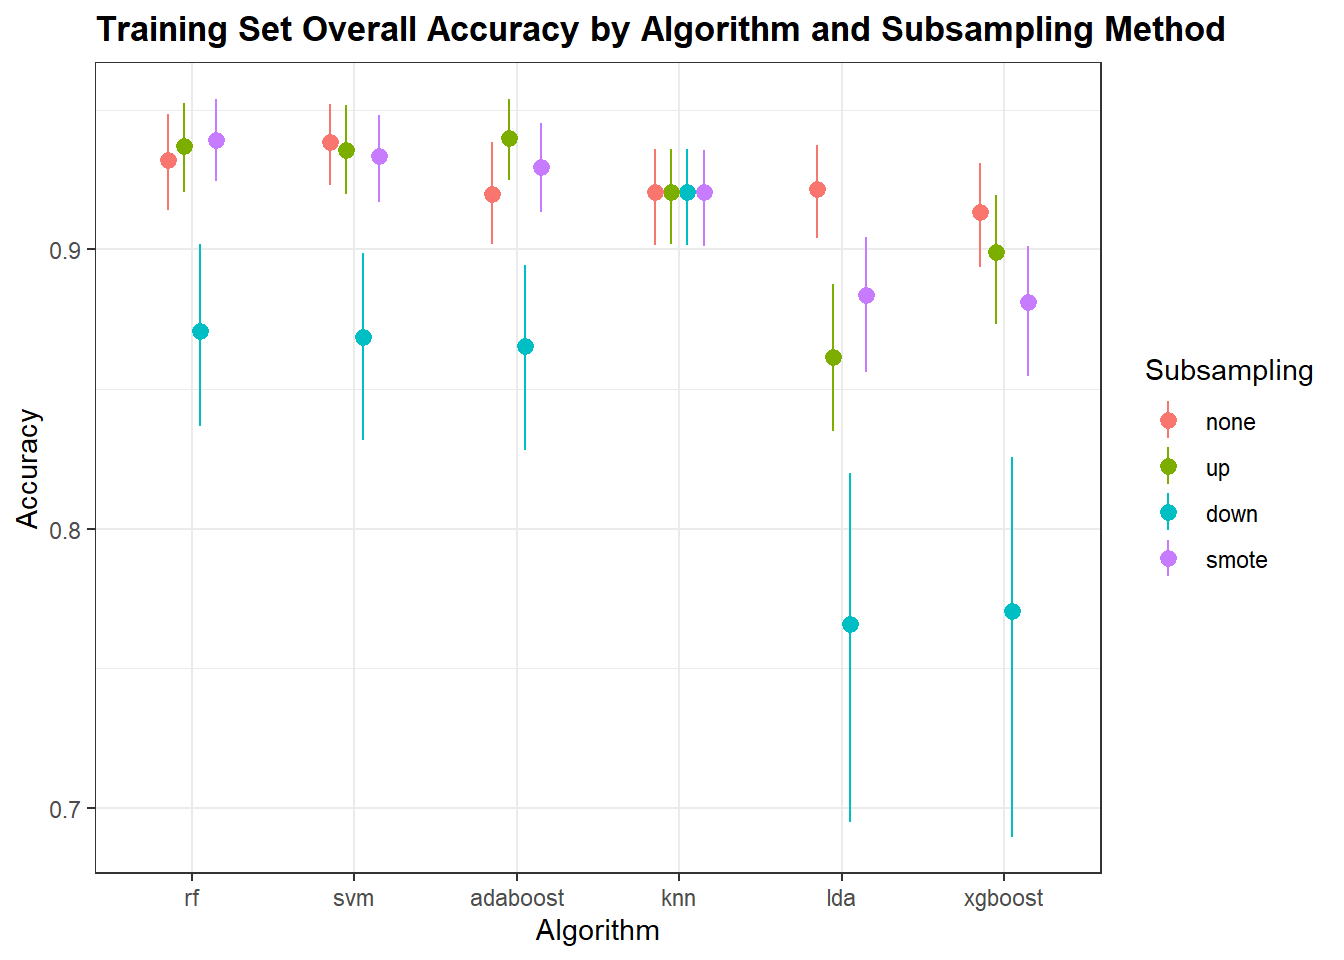 Training Set Overall Accuracy by Algorithm and Subsampling Method
Accuracy
0.9
0.8
0.7
rf
svm
adaboost
knn
lda
xgboost
Algorithm
Subsampling
none
up
down
smote